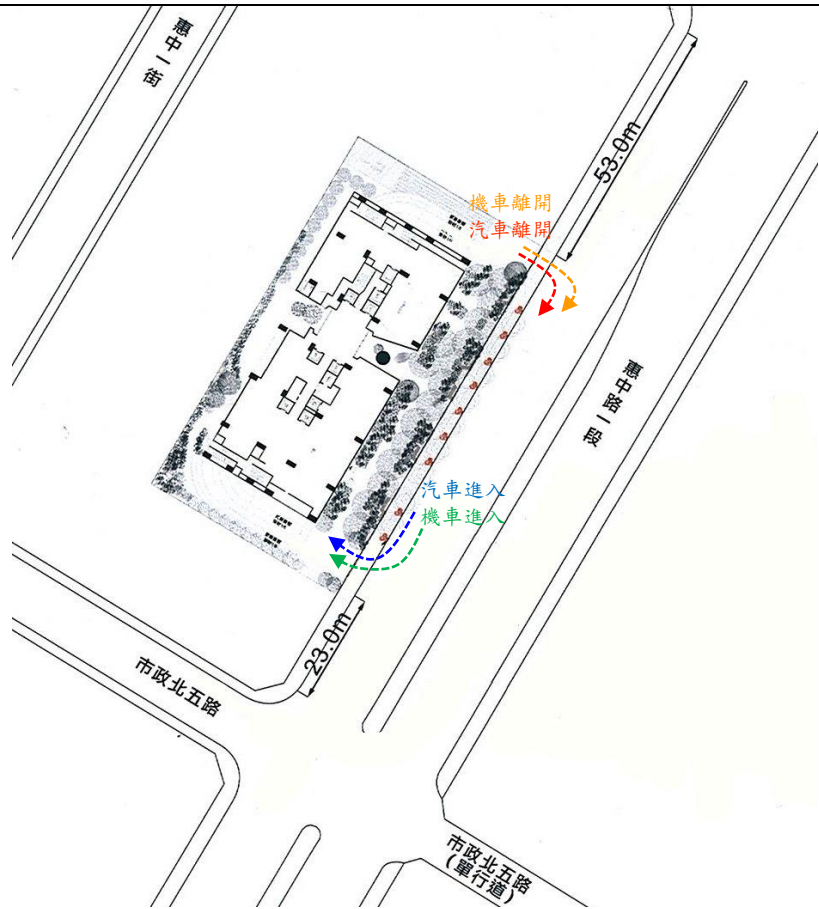 惠中一街
53.0m
機車離開
汽車離開
惠中路一段
汽車進入
機車進入
23.0m
市政北五路
市政北五路
(單行道)